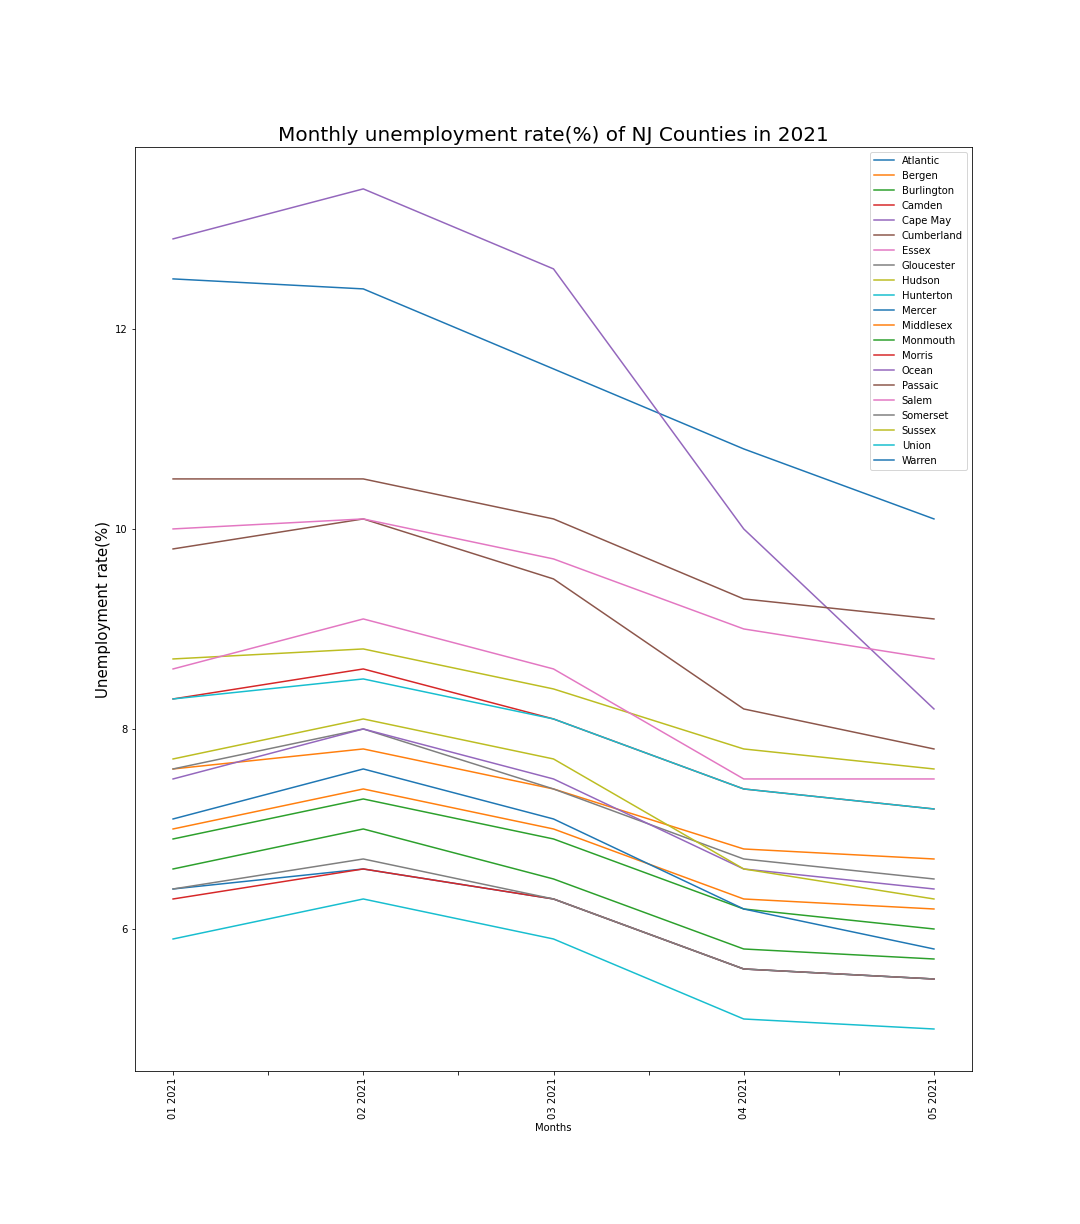 Monthly unemployment rate(%) of NJ Counties in 2021
Atlantic
Bergen
Burlington
Camden
Cape May
Cumberland
Essex
Gloucester
Hudson
Hunterton
Mercer
Middlesex
Monmouth
Morris
Ocean
Passaic
Salem
Somerset
Sussex
Union
Warren
Unemployment rate(%)
12
10
8
6
01 2021
02 2021
03 2021
04 2021
05 2021
Months